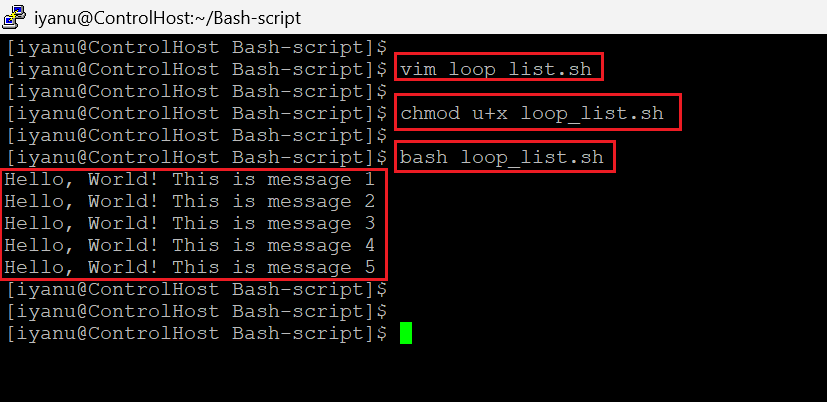 iyanu@ControlHost:~/Bash-script
[iyanu@ControlHost Bash-script]$
[iyanu@ControlHost Bash-script]$ vim loop_list.sh
[iyanu@ControlHost Bash-script]$
[iyanu@ControlHost Bash-script]$ chmod u+x loop_list.sh
[iyanu@ControlHost Bash-script]$
[iyanu@ControlHost Bash-script]$ bash loop_list.sh
Hello, World! This is message 1
Hello, World! This is message 2
Hello, World! This is message 3
Hello, World! This is message 4
Hello, World! This is message 5
[iyanu@ControlHost Bash-script]$
[iyanu@ControlHost Bash-script]$
[iyanu@ControlHost Bash-script]$